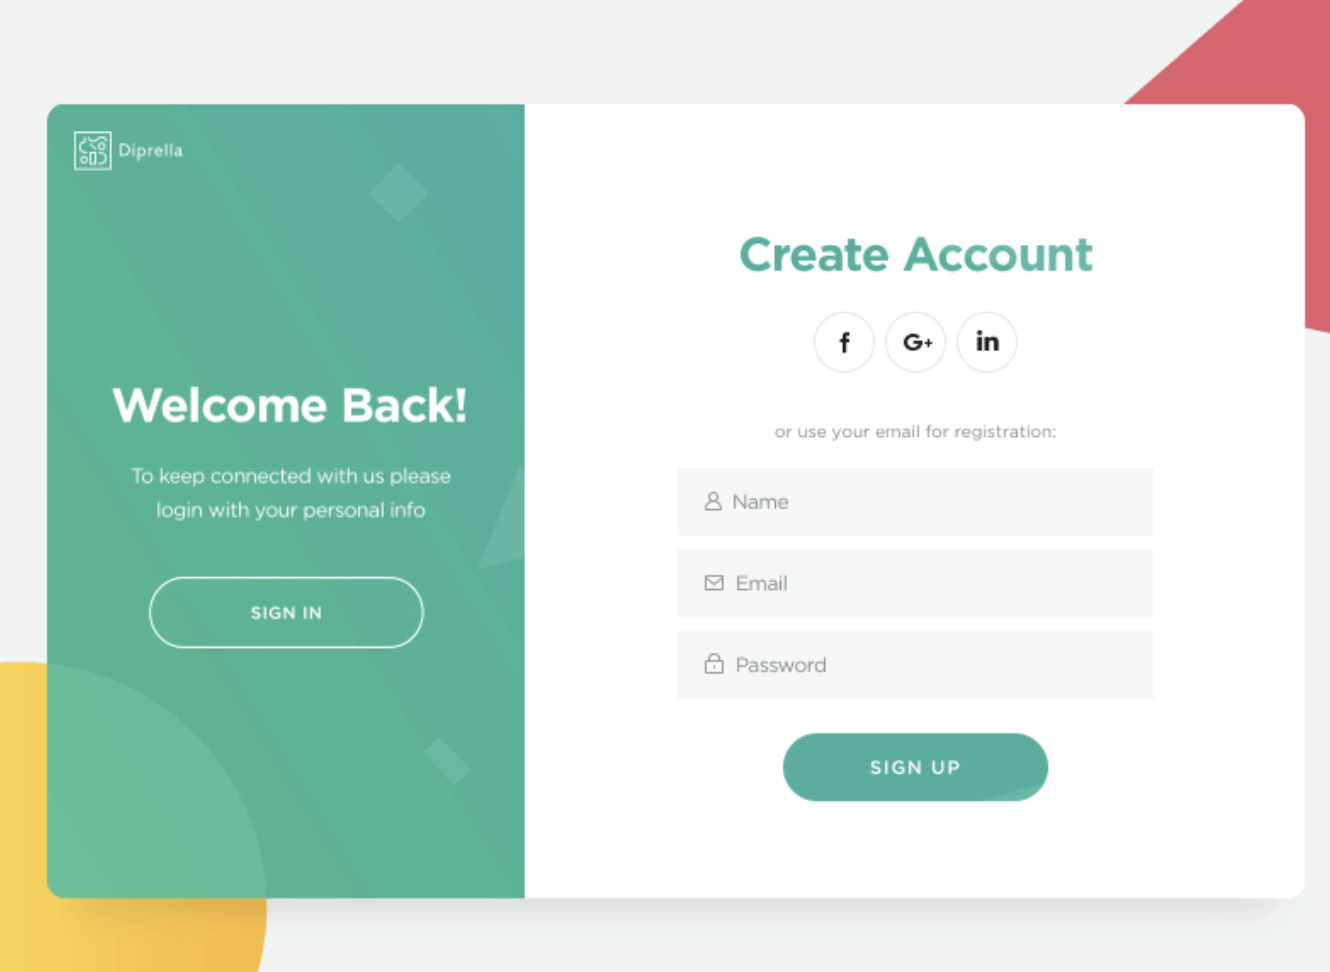 Diprella
Welcome Back!
To keep connected with us please
login with your personal info
SIGN IN
Create Account
f
G+
in
or use your email for registration:
Name
Email
Password
SIGN UP